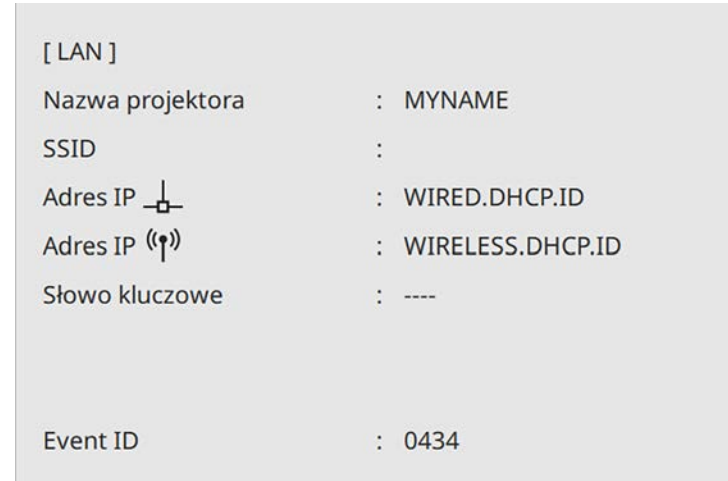 [ LAN ]
Nazwa projektora : MYNAME
SSID :
Adres IP : WIRED.DHCP.ID
Adres IP : WIRELESS.DHCP.ID
Słowo kluczowe : ----
Event ID : 0434